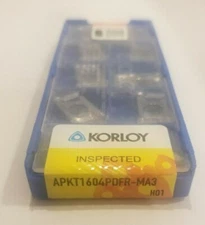 KORLOY
INSPECTED
APKT1604PDFR-MA3
H01